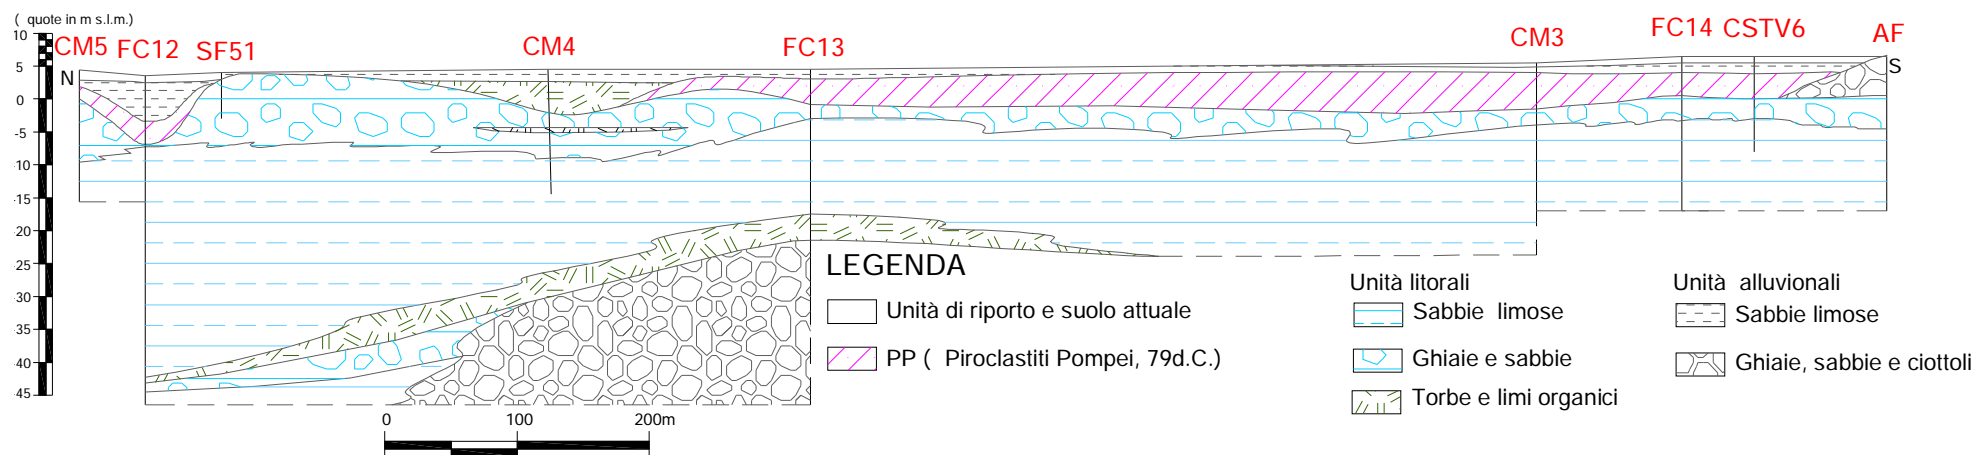 ( quote in m s.l.m.)
CM5 FC12 SF51 CM4 FC13 CM3 FC14 CSTV6 AF
N S
10
5
0
-5
-10
-15
-20
-25
-30
-35
-40
-45
LEGENDA
Unità di riporto e suolo attuale
PP ( Piroclastiti Pompei, 79d.C.)
Unità litorali
Sabbie limose
Ghiaie e sabbie
Torbe e limi organici
Unità alluvionali
Sabbie limose
Ghiaie, sabbie e ciottoli
0 100 200m